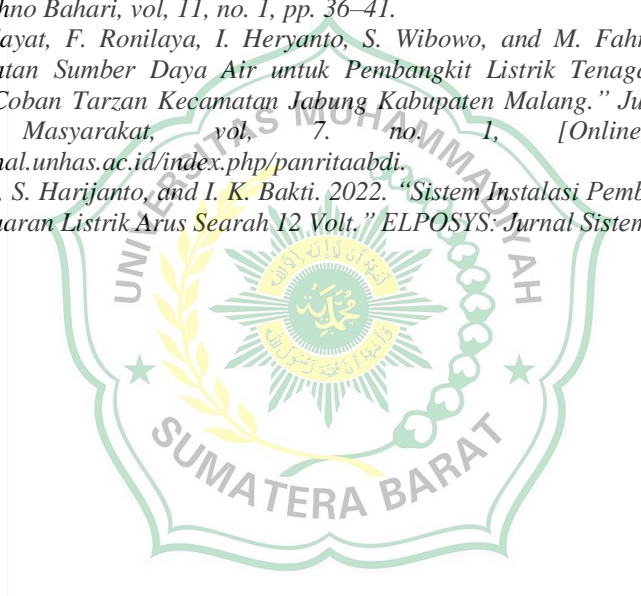 hno Bahari, vol, 11, no. 1, pp. 36–41.
layat, F. Ronilaya, I. Heryanto, S. Wibowo, and M. Fahr
atan Sumber Daya Air untuk Pembangkit Listrik Tenaga
Coban Tarzan Kecamatan Jabung Kabupaten Malang.” Ju
Masyarakat, vol, 7. no. 1, [Online
nal.unhas.ac.id/index.php/panritaabdi.
, S. Harijanto, and I. K. Bakti. 2022. “Sistem Instalasi Pemb
uaran Listrik Arus Searah 12 Volt.” ELPOSYS: Jurnal Sistem
UNIVERSITAS MUHAMMADIYAH
محمدية
SUMATERA BARAT